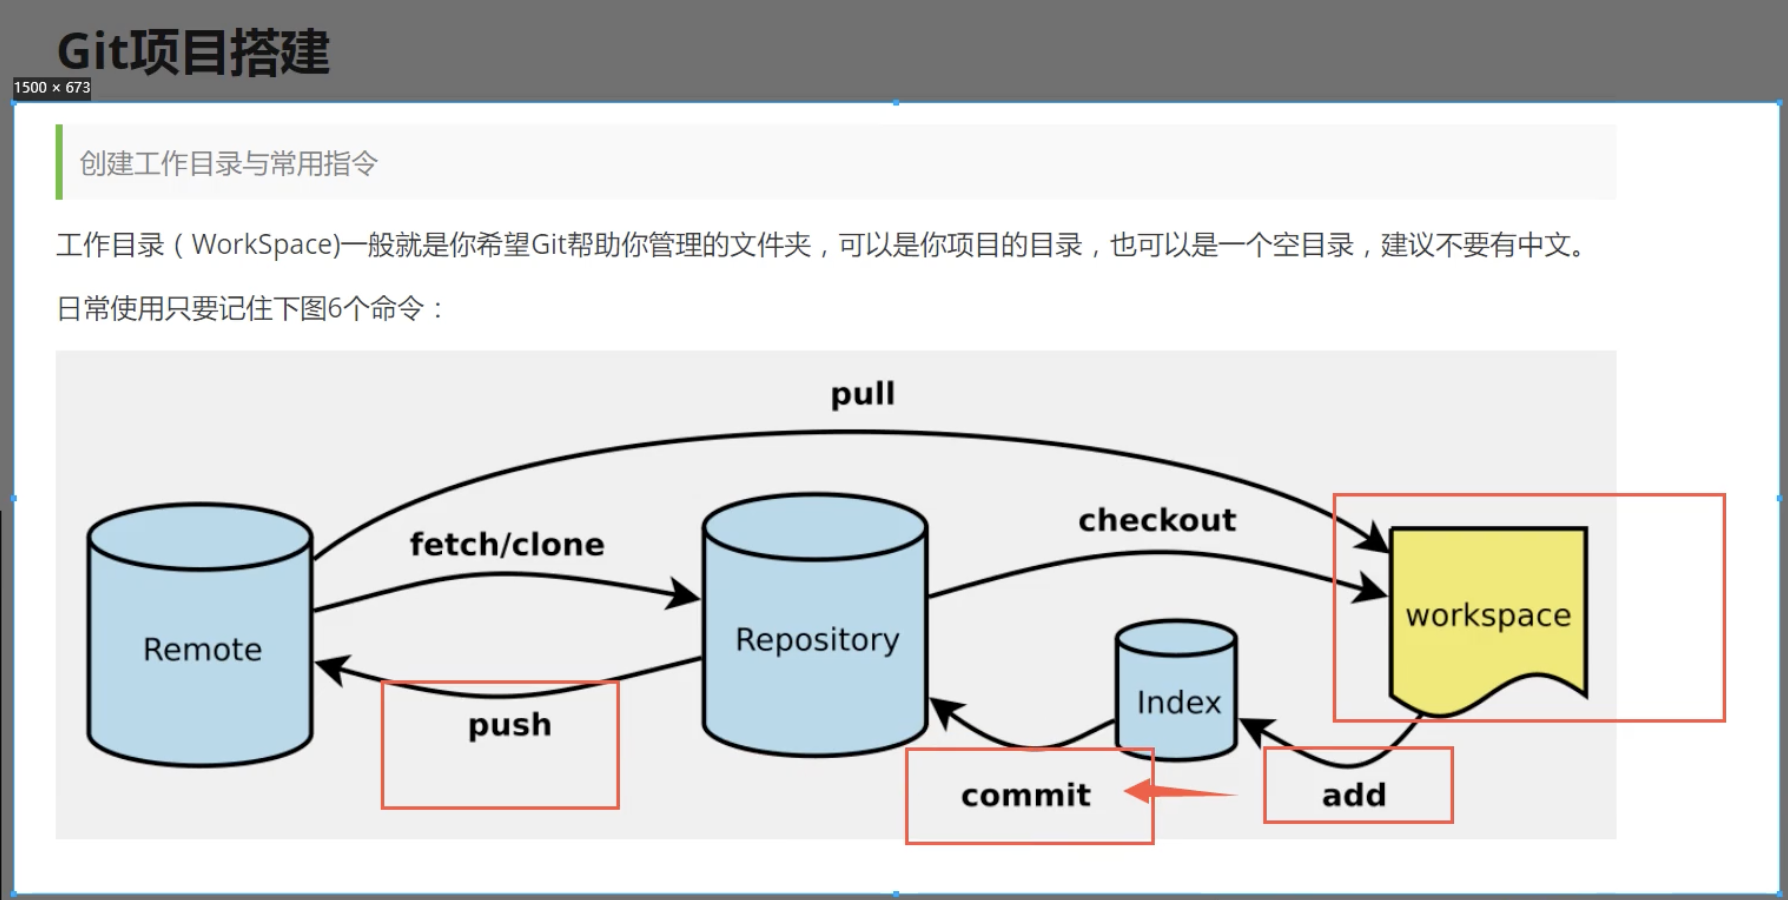 Git项目搭建
1500 × 673
创建工作目录与常用指令
工作目录（WorkSpace)一般就是你希望Git帮助你管理的文件夹，可以是你项目的目录，也可以是一个空目录，建议不要有中文。
日常使用只要记住下图6个命令：
pull
fetch/clone
checkout
Remote
Repository
workspace
Index
push
commit
add